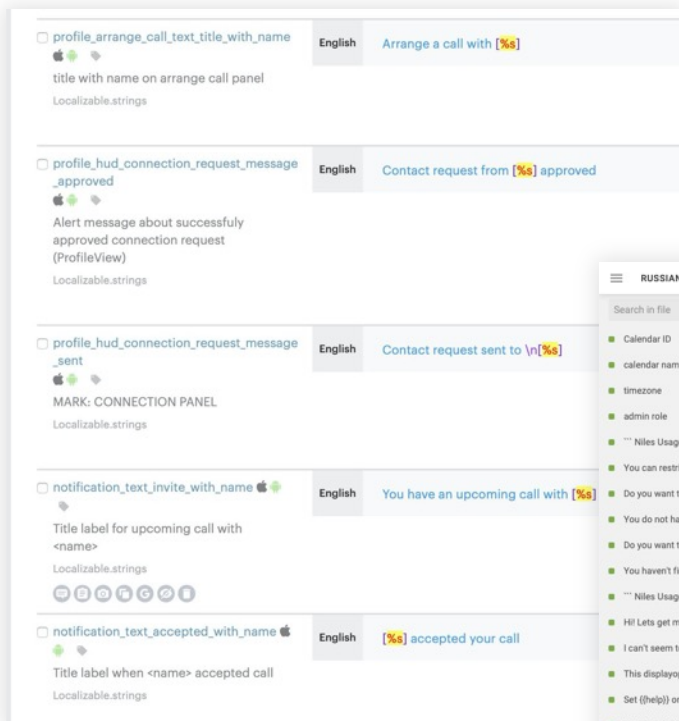 profile_arrange_call_text_title_with_name
English
Arrange a call with [%s]
title with name on arrange call panel
Localizable.strings
profile_hud_connection_request_message
_approved
English
Contact request from [%s] approved
Alert message about successfuly
approved connection request
(ProfileView)
Localizable.strings
profile_hud_connection_request_message
_sent
English
Contact request sent to \n[%s]
MARK: CONNECTION PANEL
Localizable.strings
notification_text_invite_with_name
English
You have an upcoming call with [%s]
Title label for upcoming call with
<name>
Localizable.strings
notification_text_accepted_with_name
English
[%s] accepted your call
Title label when <name> accepted call
Localizable.strings
RUSSIAN
Search in file
Calendar ID
calendar nam
timezone
admin role
``` Niles Usag
You can restri
Do you want t
You do not ha
Do you want t
You haven't fi
``` Niles Usag
Hi! Lets get m
I can't seem t
This displayop
Set {{help}} or